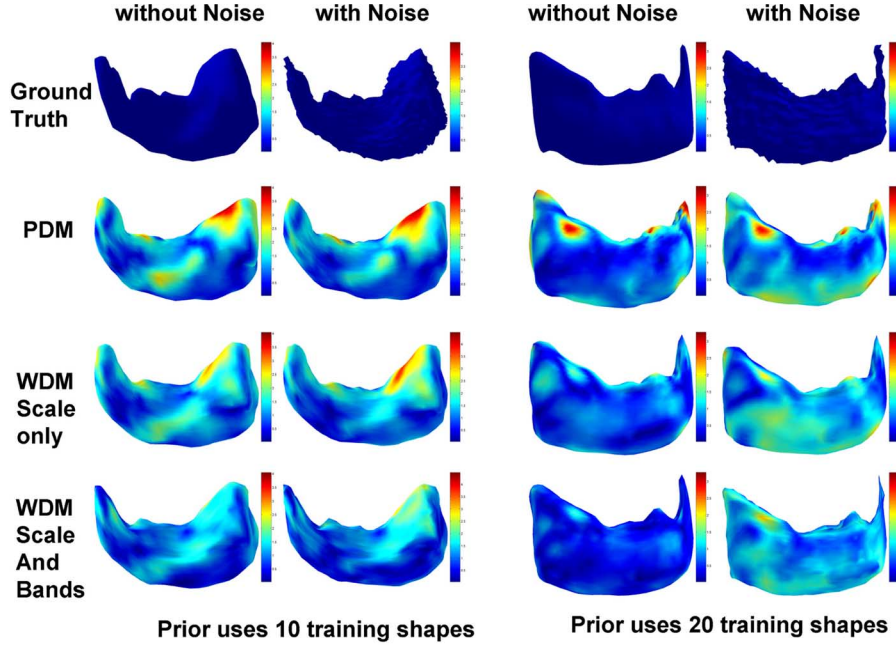 without Noise
with Noise
without Noise
with Noise
Ground
Truth
PDM
WDM
Scale
only
WDM
Scale
And
Bands
Prior uses 10 training shapes
Prior uses 20 training shapes